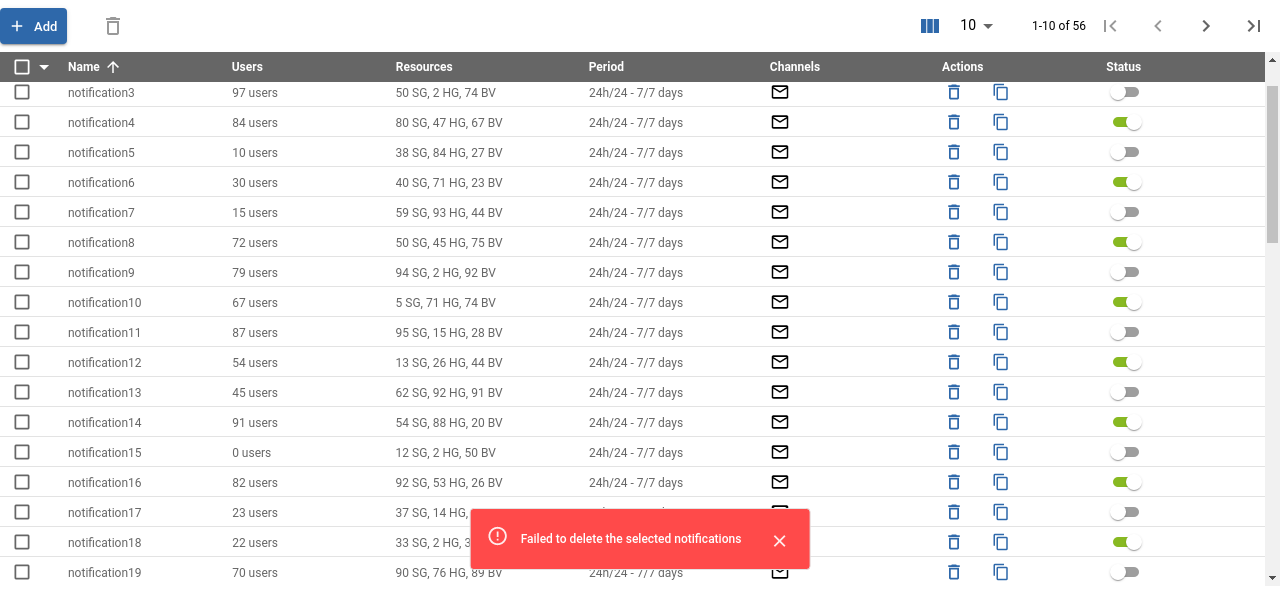 Add 10 1-10 of 56
Name Users Resources Period Channels Actions Status
notification3 97 users 50 SG, 2 HG, 74 BV 24h/24 - 7/7 days
notification4 84 users 80 SG, 47 HG, 67 BV 24h/24 - 7/7 days
notification5 10 users 38 SG, 84 HG, 27 BV 24h/24 - 7/7 days
notification6 30 users 40 SG, 71 HG, 23 BV 24h/24 - 7/7 days
notification7 15 users 59 SG, 93 HG, 44 BV 24h/24 - 7/7 days
notification8 72 users 50 SG, 45 HG, 75 BV 24h/24 - 7/7 days
notification9 79 users 94 SG, 2 HG, 92 BV 24h/24 - 7/7 days
notification10 67 users 5 SG, 71 HG, 74 BV 24h/24 - 7/7 days
notification11 87 users 95 SG, 15 HG, 28 BV 24h/24 - 7/7 days
notification12 54 users 13 SG, 26 HG, 44 BV 24h/24 - 7/7 days
notification13 45 users 62 SG, 92 HG, 91 BV 24h/24 - 7/7 days
notification14 91 users 54 SG, 88 HG, 20 BV 24h/24 - 7/7 days
notification15 0 users 12 SG, 2 HG, 50 BV 24h/24 - 7/7 days
notification16 82 users 92 SG, 53 HG, 26 BV 24h/24 - 7/7 days
notification17 23 users 37 SG, 14 HG,
notification18 22 users 33 SG, 2 HG,
Failed to delete the selected notifications
notification19 70 users 90 SG, 76 HG, 89 BV 24h/24 - 7/7 days